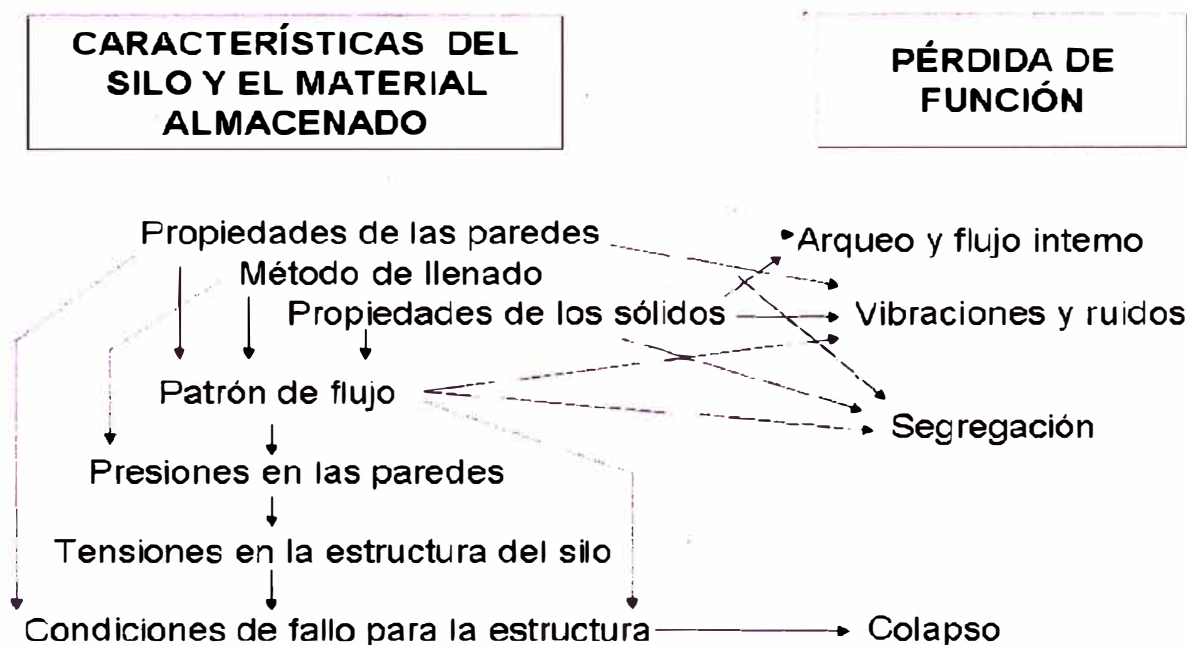 CARACTERÍSTICAS DEL
SILO Y EL MATERIAL
ALMACENADO
PÉRDIDA DE
FUNCIÓN
Propiedades de las paredes
Método de llenado
Propiedades de los sólidos
Arqueo y flujo interno
Vibraciones y ruidos
Patrón de flujo
Segregación
Presiones en las paredes
Tensiones en la estructura del silo
Condiciones de fallo para la estructura
Colapso